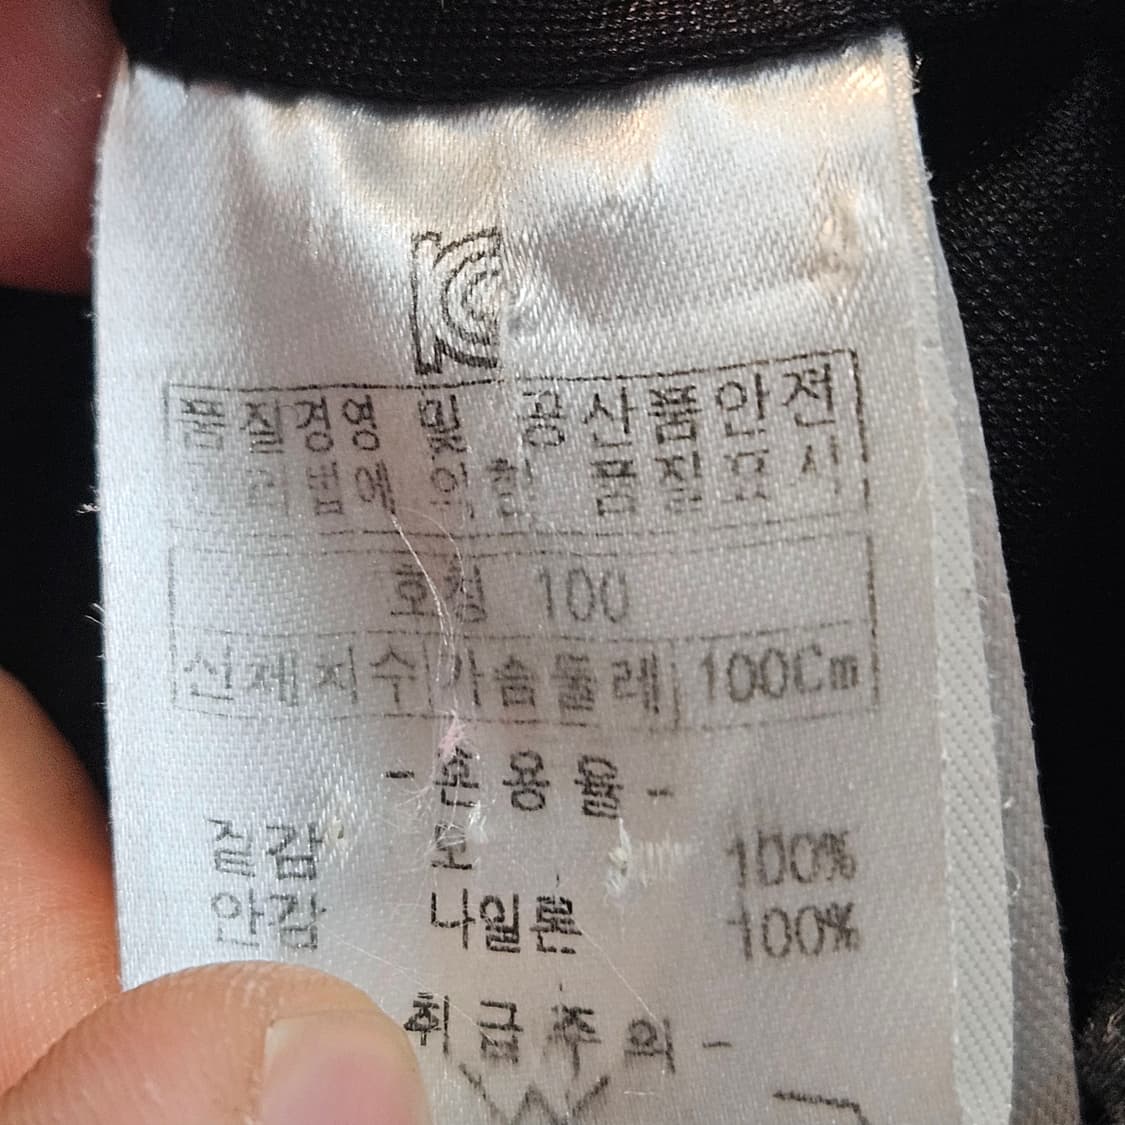 KC
품질경영 및 공산품안전
관리법에 의한 품질표시
호칭 100
신체치수 가슴둘레 100Cm
-혼용율-
겉감 모 100%
안감 나일론 100%
취급주의-